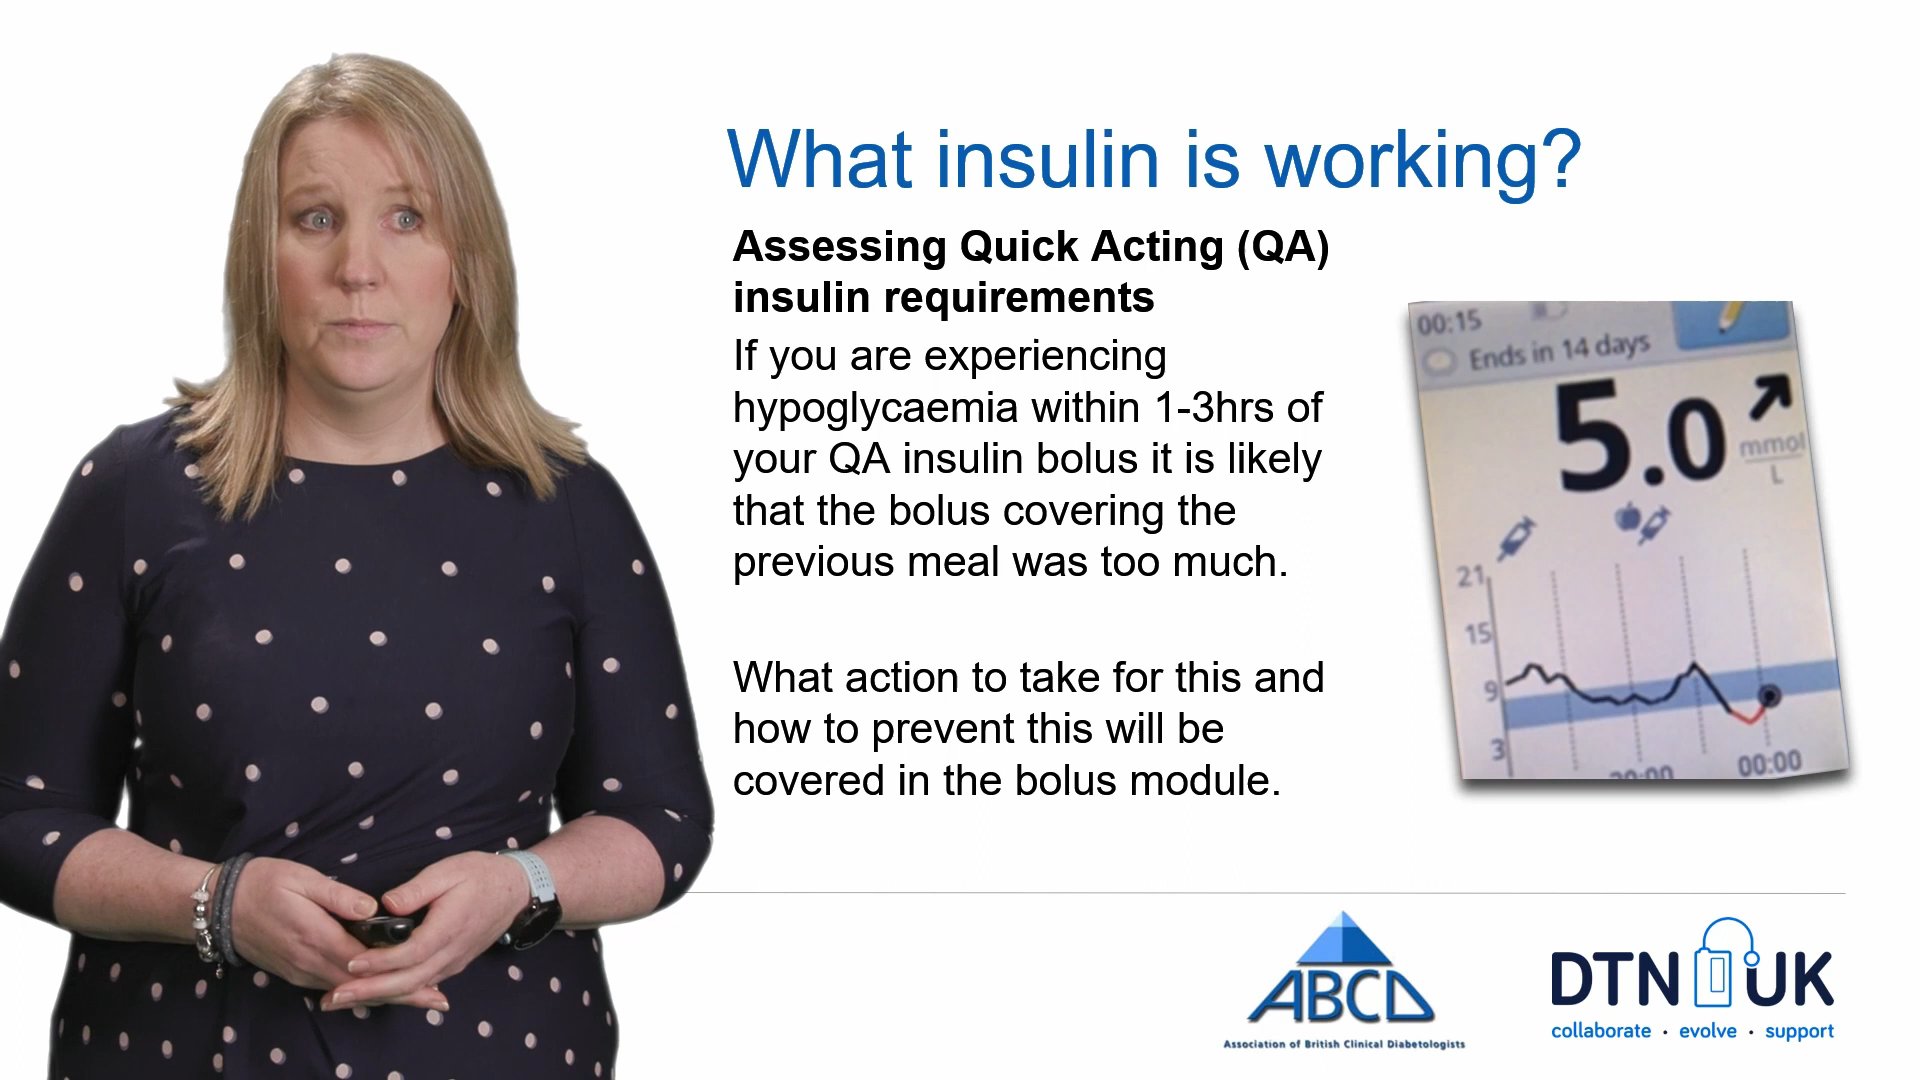 What insulin is working?
Assessing Quick Acting (QA)
insulin requirements
If you are experiencing
hypoglycaemia within 1-3hrs of
your QA insulin bolus it is likely
that the bolus covering the
previous meal was too much.
What action to take for this and
how to prevent this will be
covered in the bolus module.
00:15
Ends in 14 days
5.0
mmol
L
21
15
9
3
20:00
00:00
ABCD
Association of British Clinical Diabetologists
DTN UK
collaborate · evolve · support